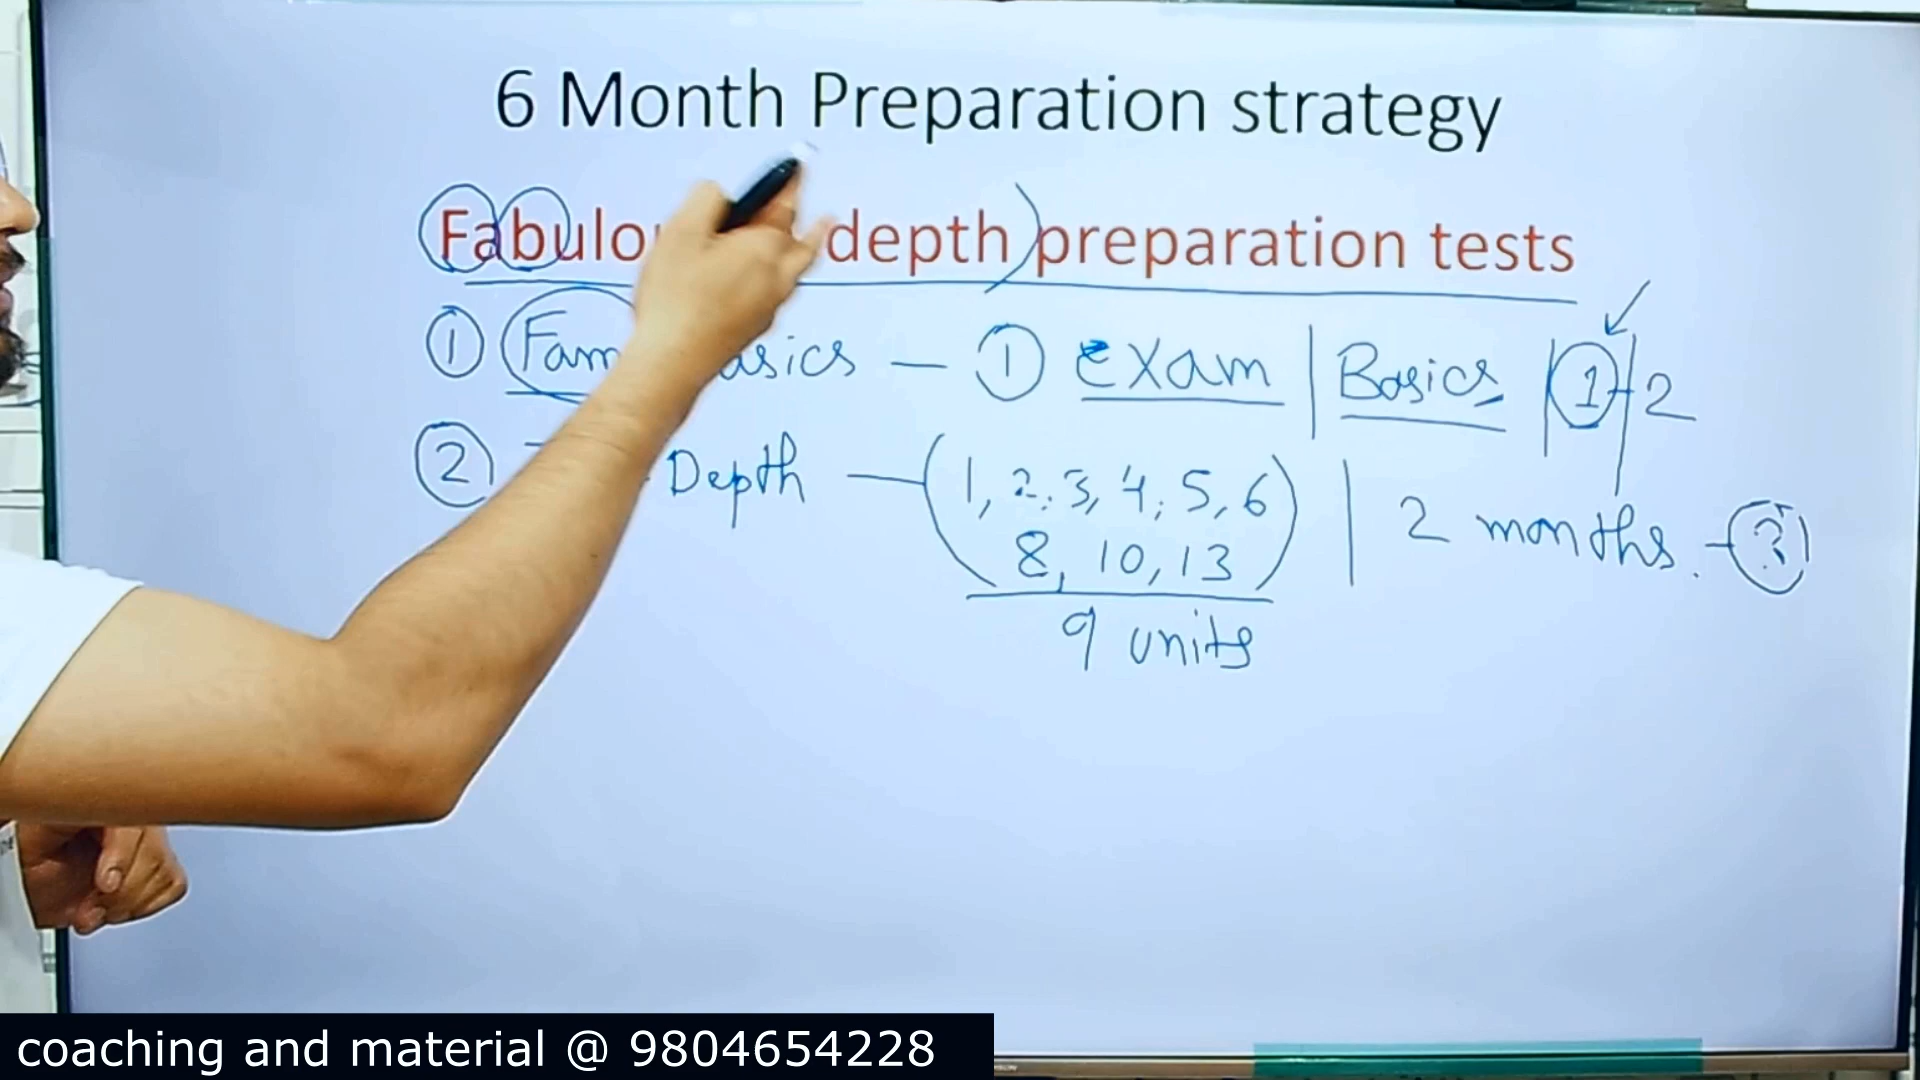 6 Month Preparation strategy
depth preparation tests
① Fam asics — ① exam | Basics | 1 - 2
② Depth — (1, 2, 3, 4, 5, 6
8, 10, 13) | 2 months. - ?
9 units
coaching and material @ 9804654228